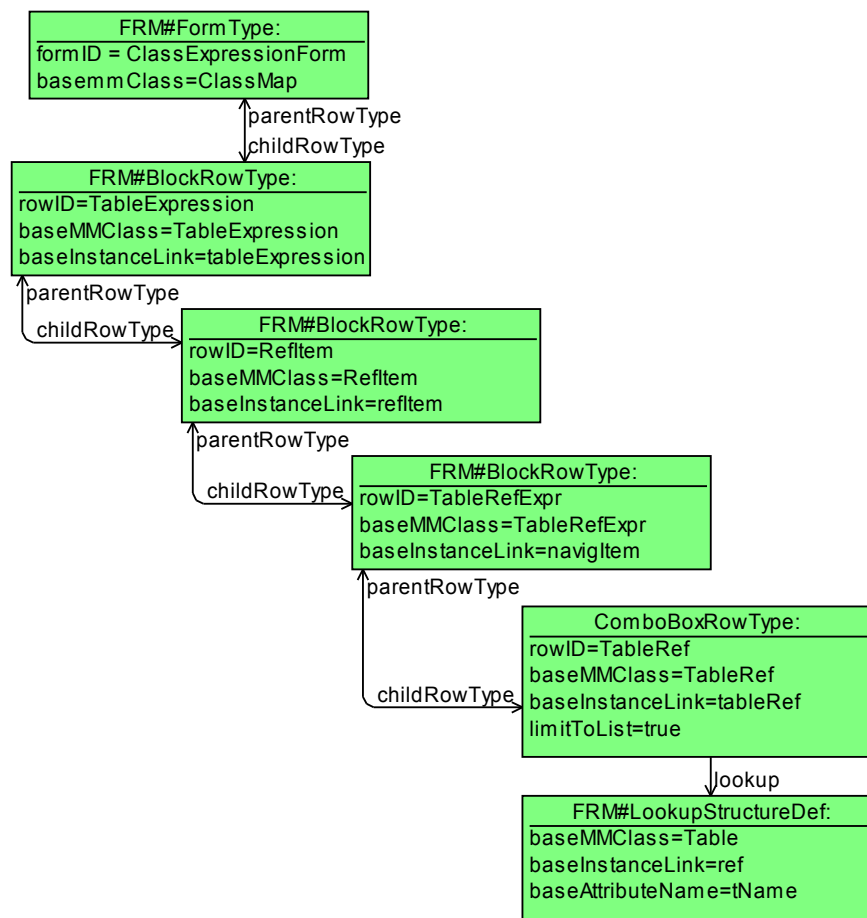 FRM#FormType:
formID = ClassExpressionForm
basemmClass=ClassMap
parentRowType
childRowType
FRM#BlockRowType:
rowID=TableExpression
baseMMClass=TableExpression
baseInstanceLink=tableExpression
parentRowType
childRowType
FRM#BlockRowType:
rowID=RefItem
baseMMClass=RefItem
baseInstanceLink=refItem
parentRowType
childRowType
FRM#BlockRowType:
rowID=TableRefExpr
baseMMClass=TableRefExpr
baseInstanceLink=navigItem
parentRowType
childRowType
ComboBoxRowType:
rowID=TableRef
baseMMClass=TableRef
baseInstanceLink=tableRef
limitToList=true
lookup
FRM#LookupStructureDef:
baseMMClass=Table
baseInstanceLink=ref
baseAttributeName=tName